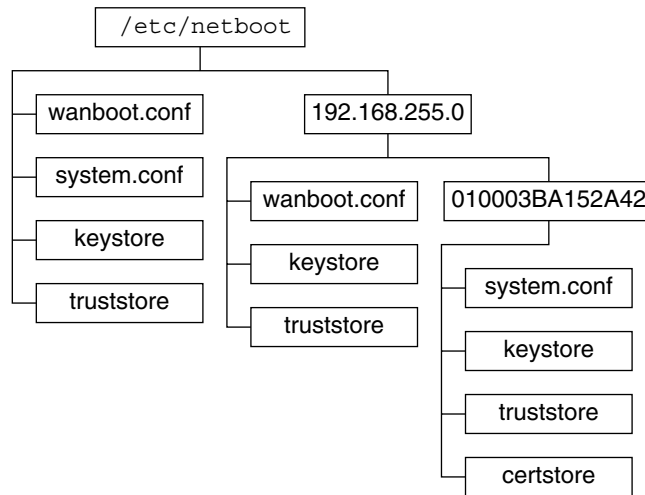 /etc/netboot
wanboot.conf
system.conf
keystore
truststore
192.168.255.0
wanboot.conf
keystore
truststore
010003BA152A42
system.conf
keystore
truststore
certstore